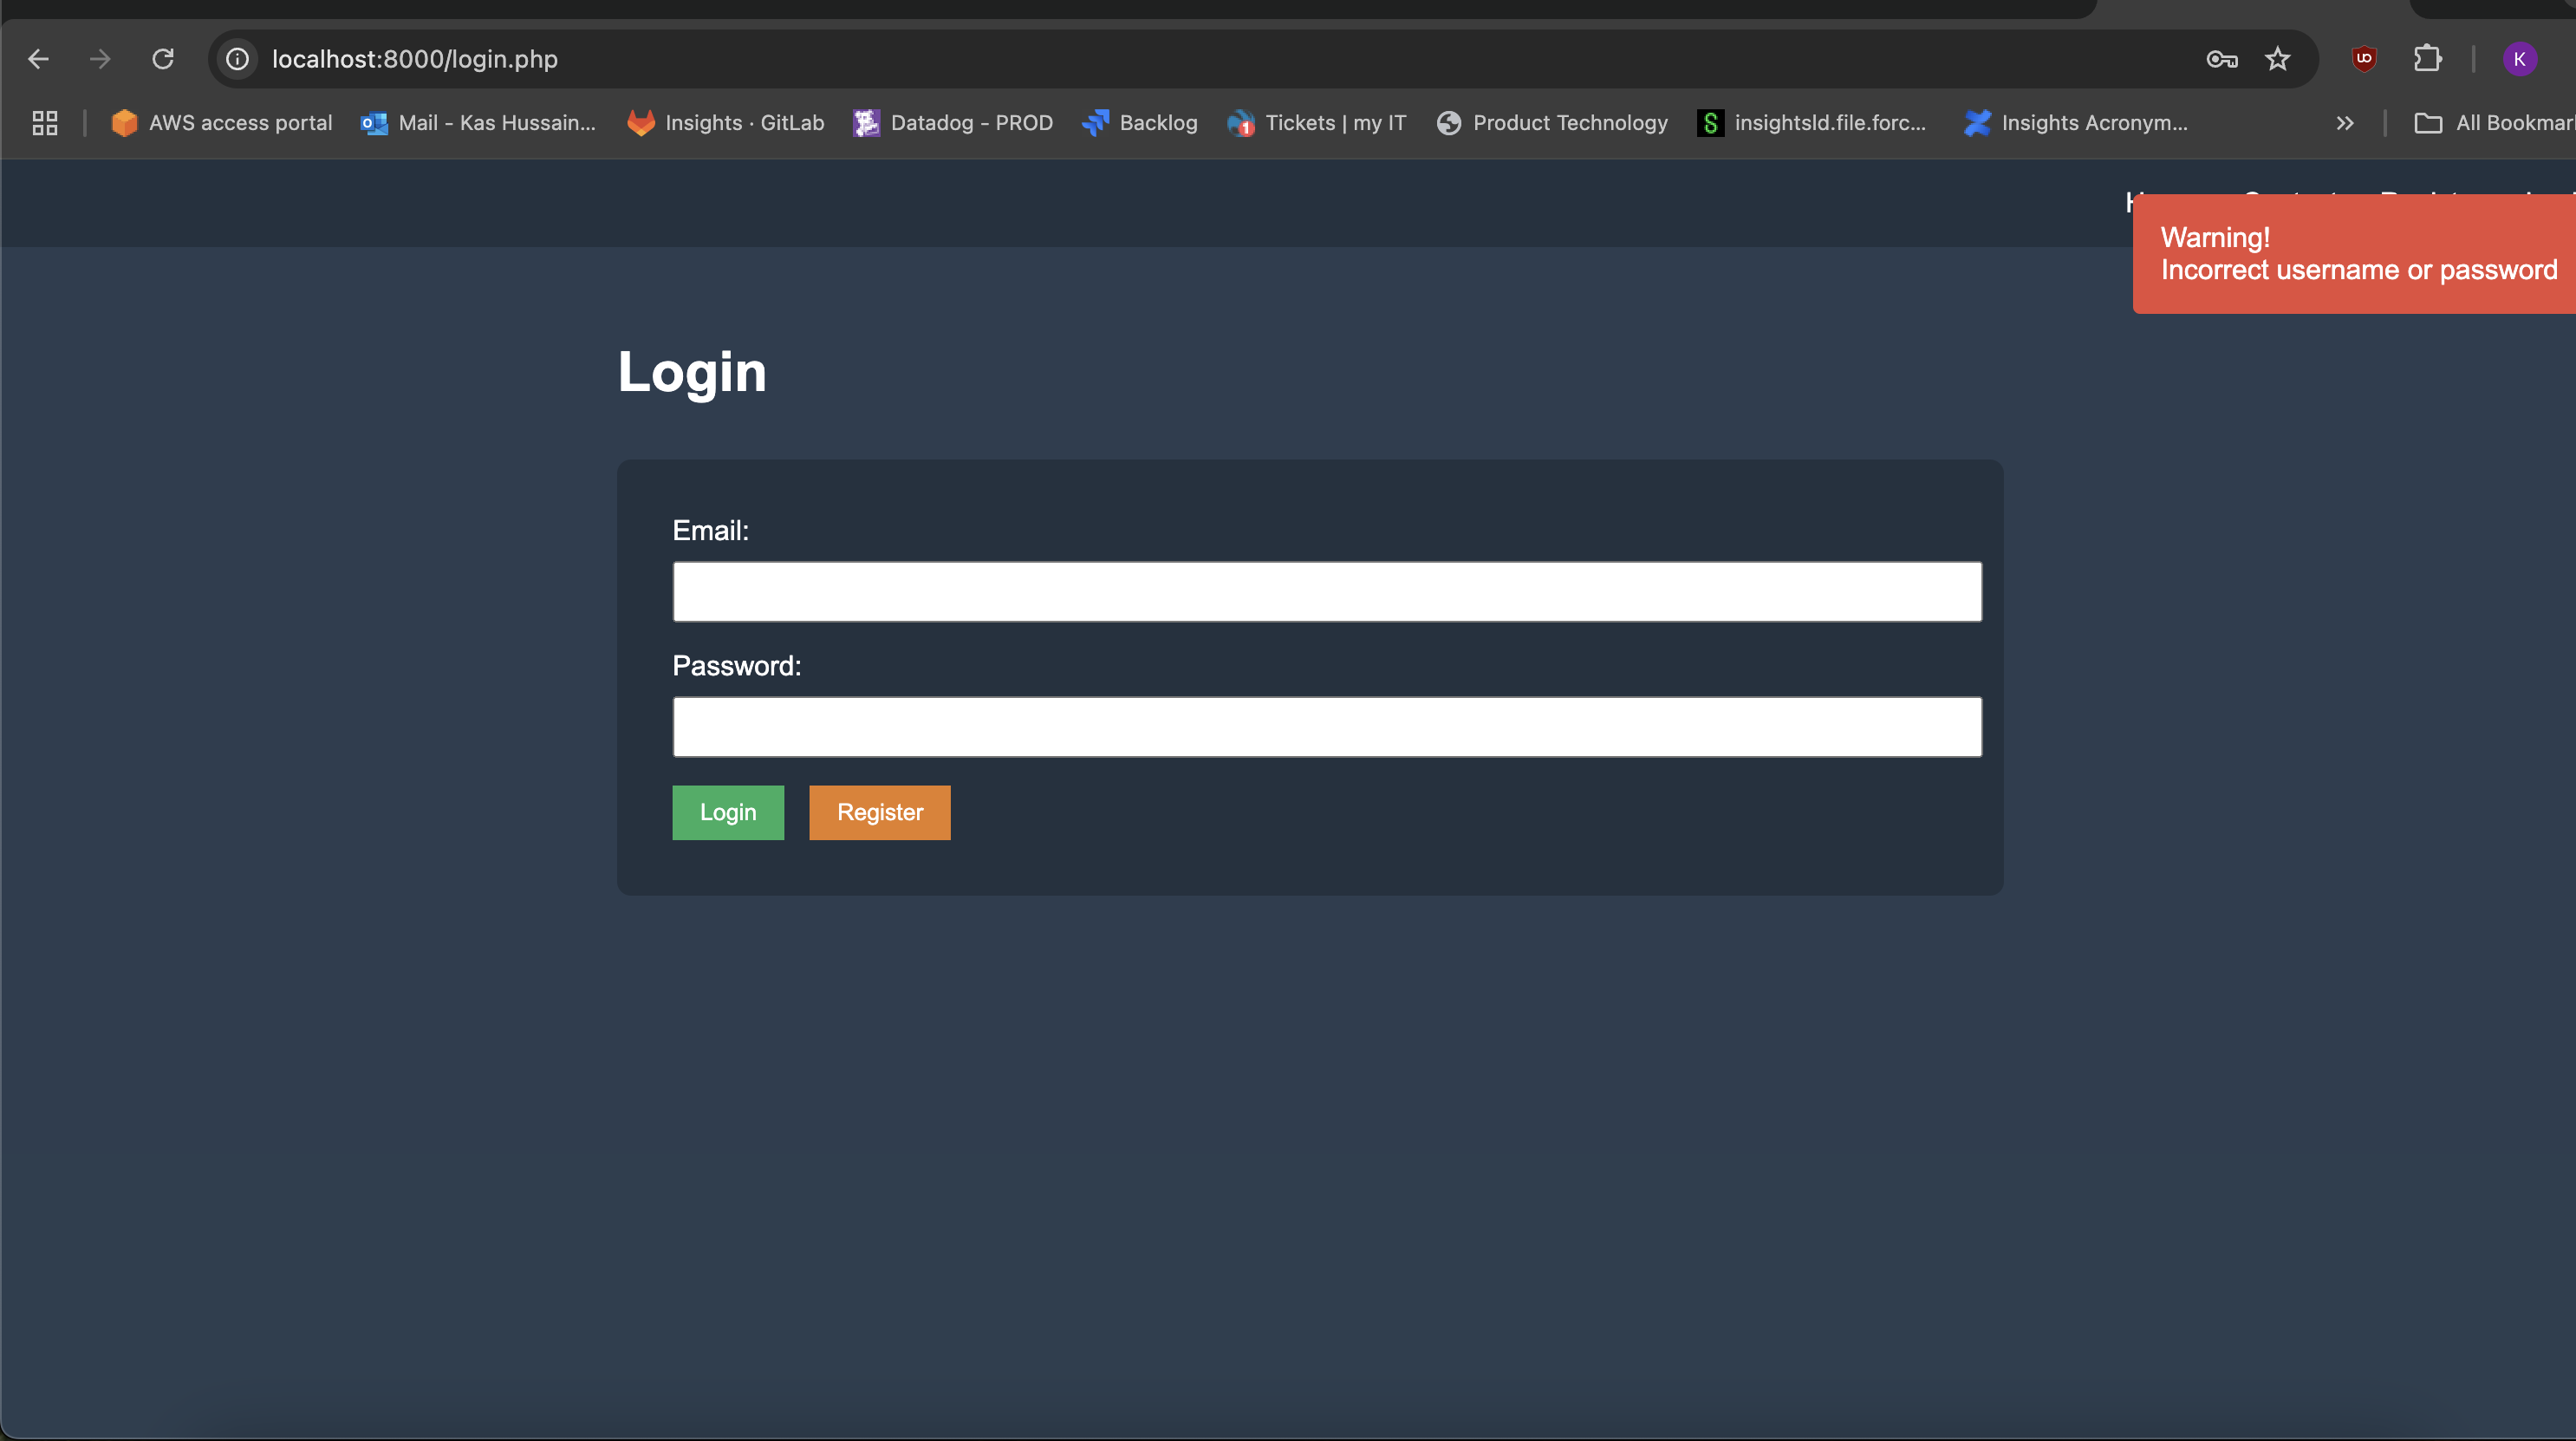 localhost:8000/login.php
K
AWS access portal
Mail - Kas Hussain...
Insights · GitLab
Datadog - PROD
Backlog
1
Tickets | my IT
Product Technology
S
insightsld.file.forc...
Insights Acronym...
All Bookmar
Warning!
Incorrect username or password
Login
Email:
Password:
Login
Register